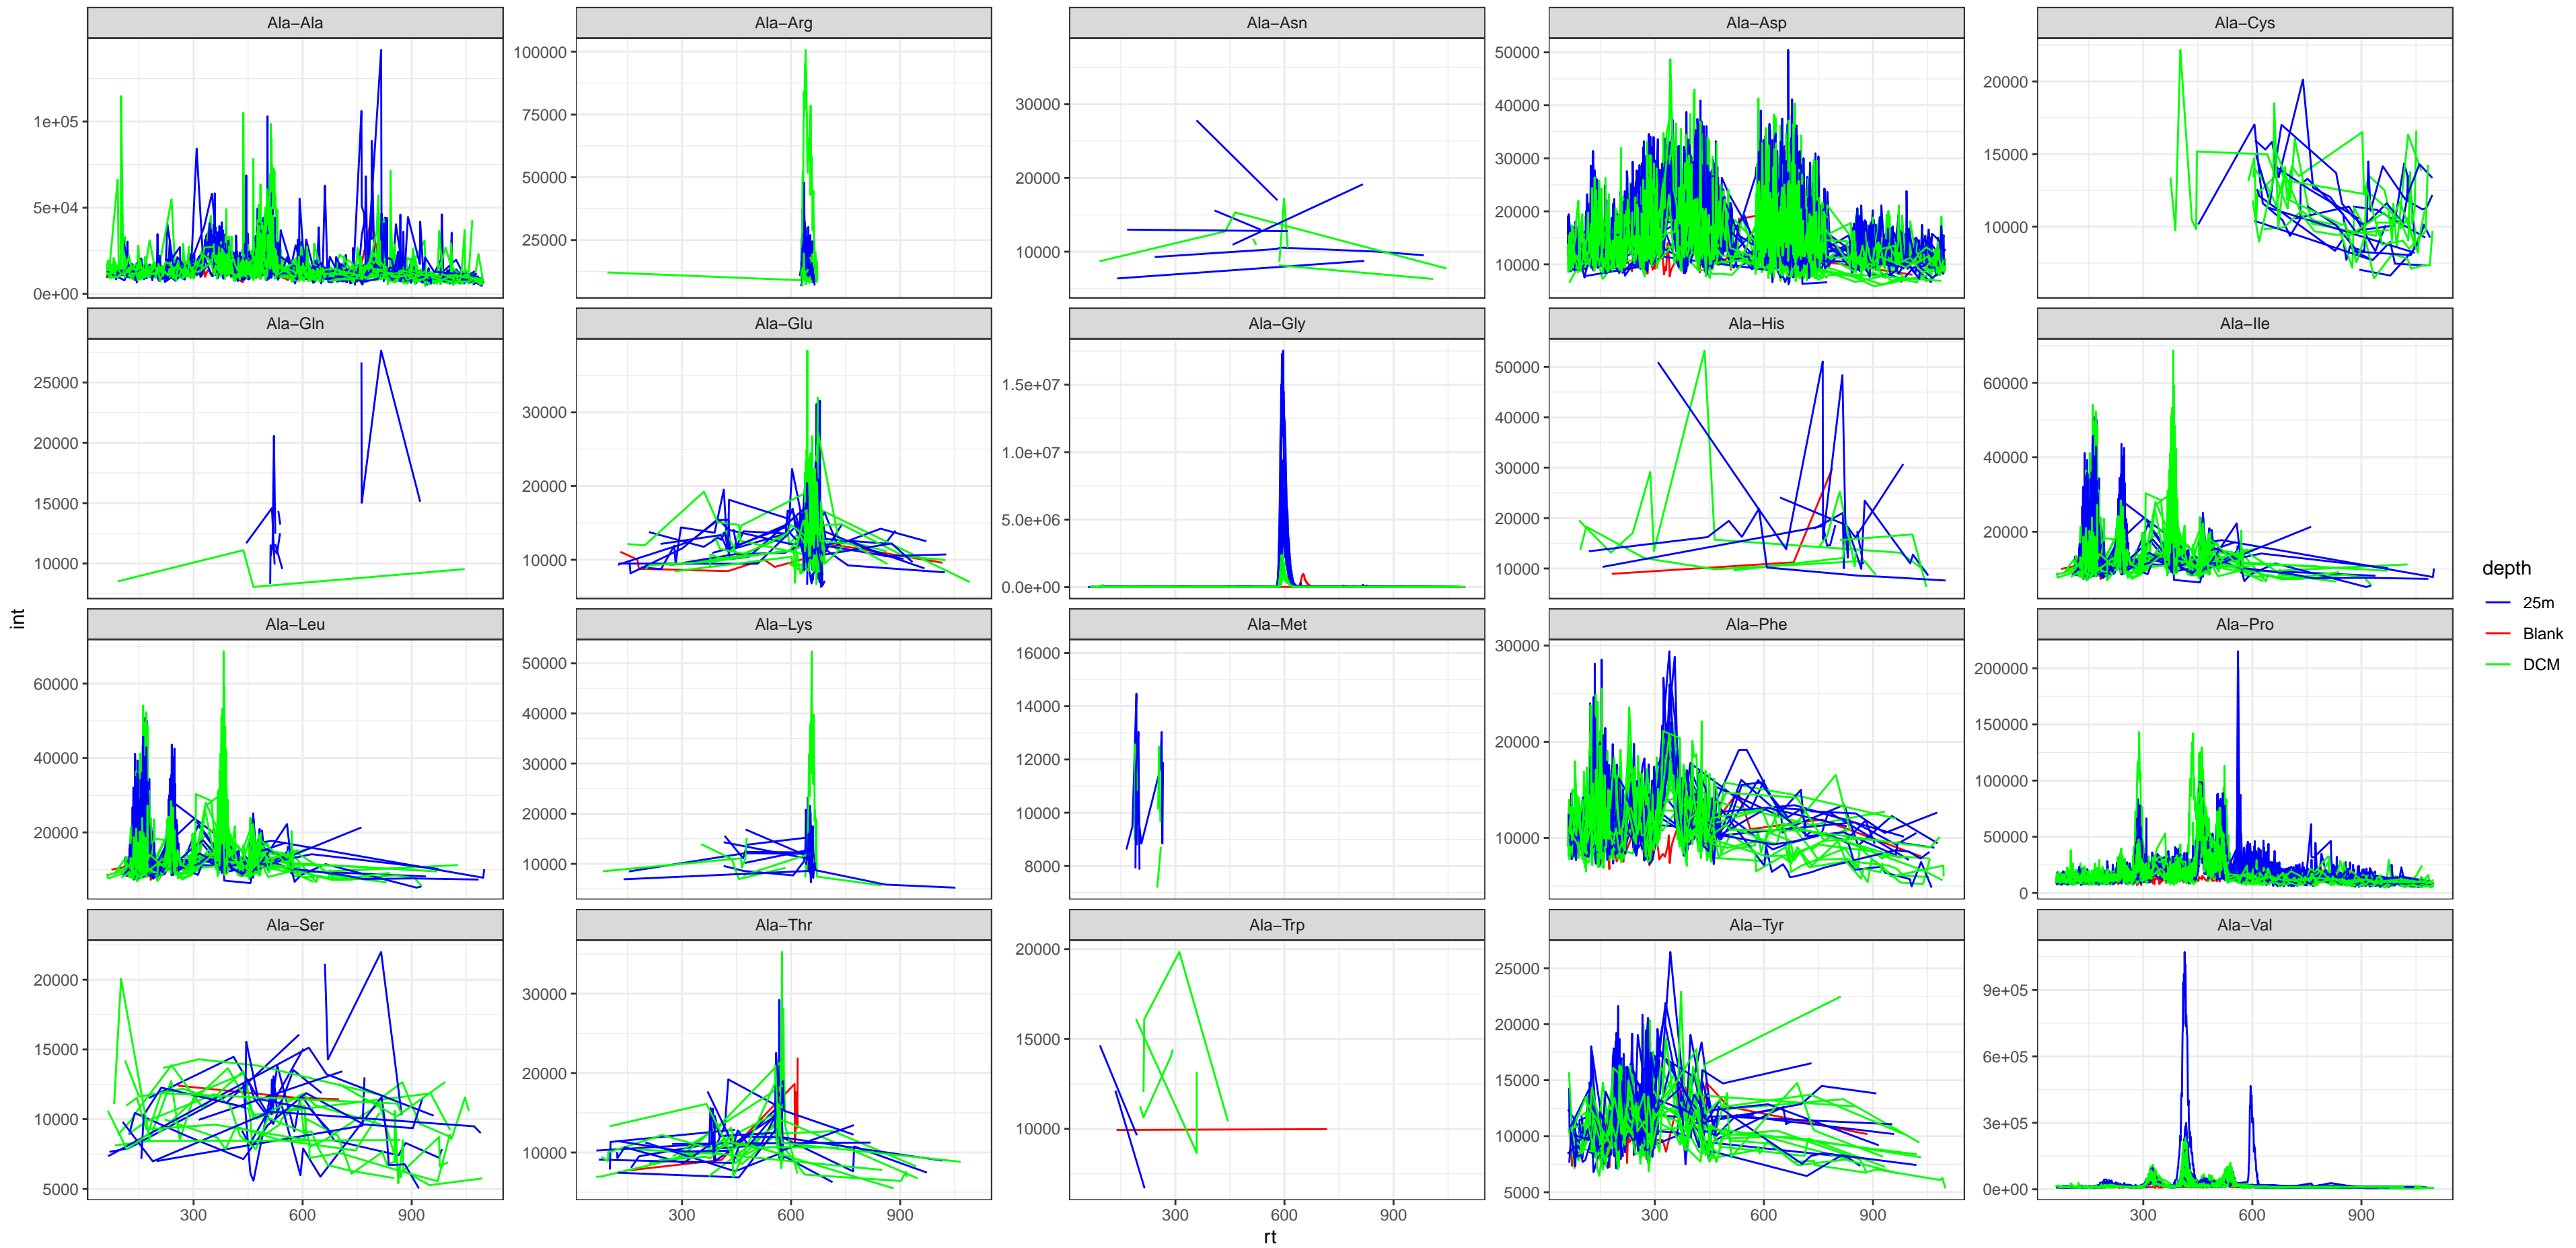 Ala−Ala
Ala−Arg
Ala−Asn
Ala−Asp
Ala−Cys
1e+05
5e+04
0e+00
100000
75000
50000
25000
30000
20000
10000
50000
40000
30000
20000
10000
20000
15000
10000
Ala−Gln
Ala−Glu
Ala−Gly
Ala−His
Ala−Ile
25000
20000
15000
10000
30000
20000
10000
1.5e+07
1.0e+07
5.0e+06
0.0e+00
50000
40000
30000
20000
10000
60000
40000
20000
Ala−Leu
Ala−Lys
Ala−Met
Ala−Phe
Ala−Pro
60000
40000
20000
50000
40000
30000
20000
10000
16000
14000
12000
10000
8000
30000
20000
10000
200000
150000
100000
50000
0
Ala−Ser
Ala−Thr
Ala−Trp
Ala−Tyr
Ala−Val
20000
15000
10000
5000
30000
20000
10000
20000
15000
10000
25000
20000
15000
10000
5000
9e+05
6e+05
3e+05
0e+00
300 600 900
300 600 900
300 600 900
300 600 900
300 600 900
rt
int
depth
25m
Blank
DCM